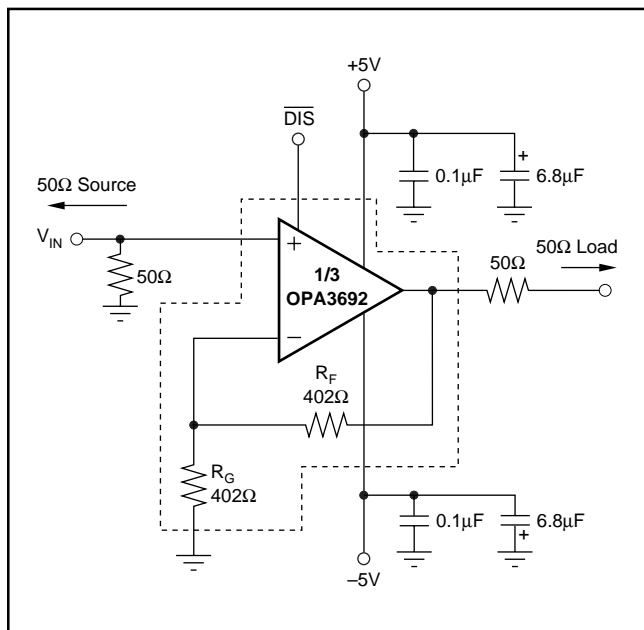 +5V
DIS
0.1µF
6.8µF
+
50Ω Source
V_IN
50Ω
+
1/3
OPA3692
−
50Ω
50Ω Load
R_F
402Ω
R_G
402Ω
0.1µF
6.8µF
+
–5V